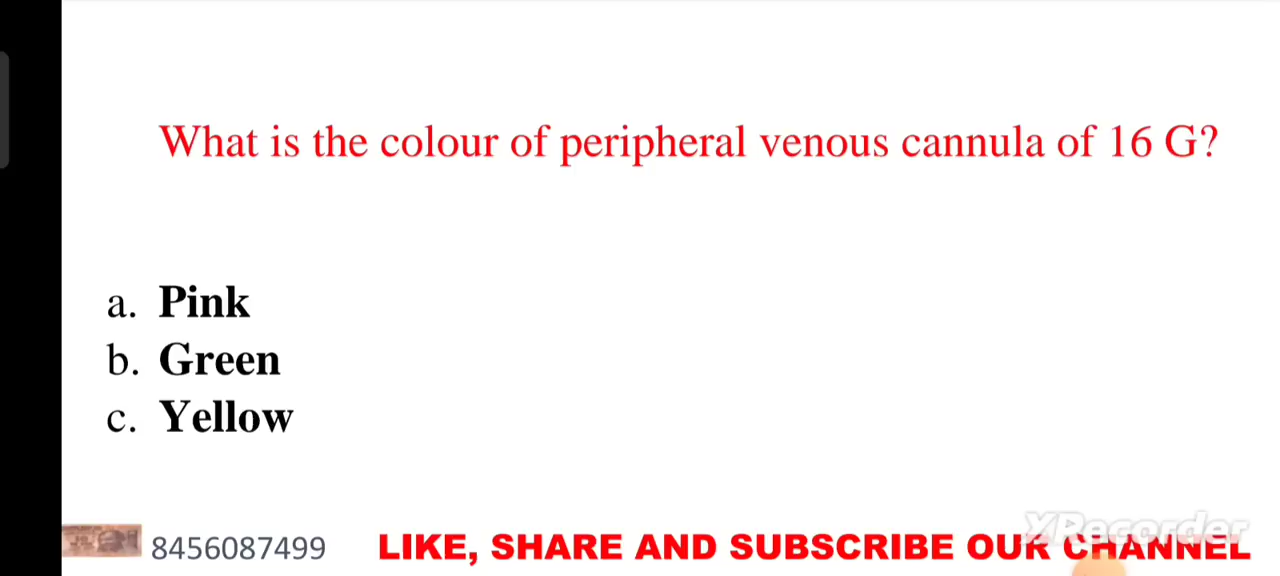 What is the colour of peripheral venous cannula of 16 G?
a. Pink
b. Green
c. Yellow
8456087499 LIKE, SHARE AND SUBSCRIBE OUR CHANNEL
XRecorder